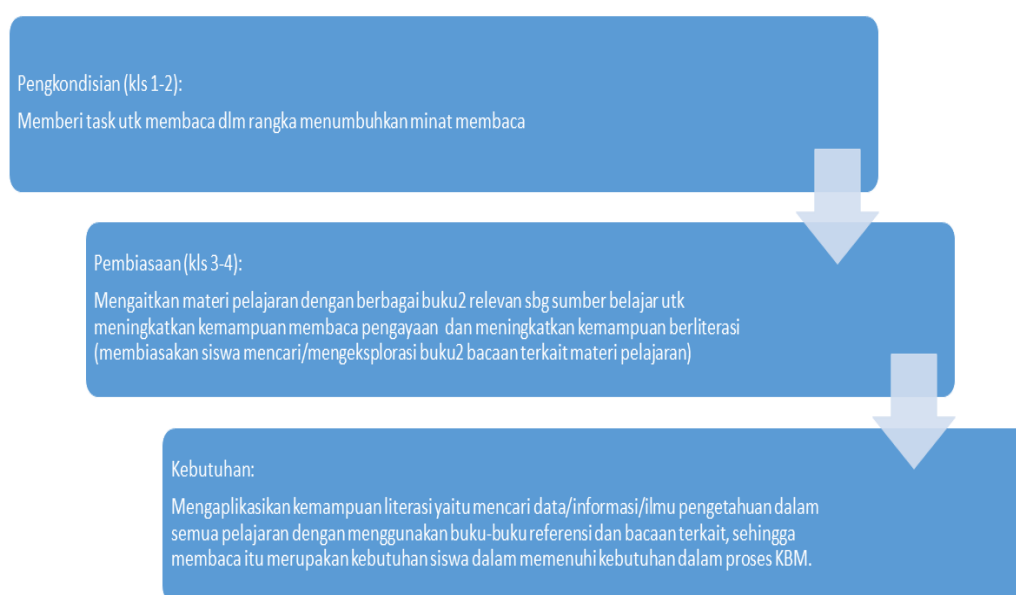 Pengkondisian (kls 1-2):
Memberi task utk membaca dlm rangka menumbuhkan minat membaca
Pembiasaan (kls 3-4):
Mengaitkan materi pelajaran dengan berbagai buku2 relevan sbg sumber belajar utk
meningkatkan kemampuan membaca pengayaan dan meningkatkan kemampuan berliterasi
(membiasakan siswa mencari/mengeksplorasi buku2 bacaan terkait materi pelajaran)
Kebutuhan:
Mengaplikasikan kemampuan literasi yaitu mencari data/informasi/ilmu pengetahuan dalam
semua pelajaran dengan menggunakan buku-buku referensi dan bacaan terkait, sehingga
membaca itu merupakan kebutuhan siswa dalam memenuhi kebutuhan dalam proses KBM.